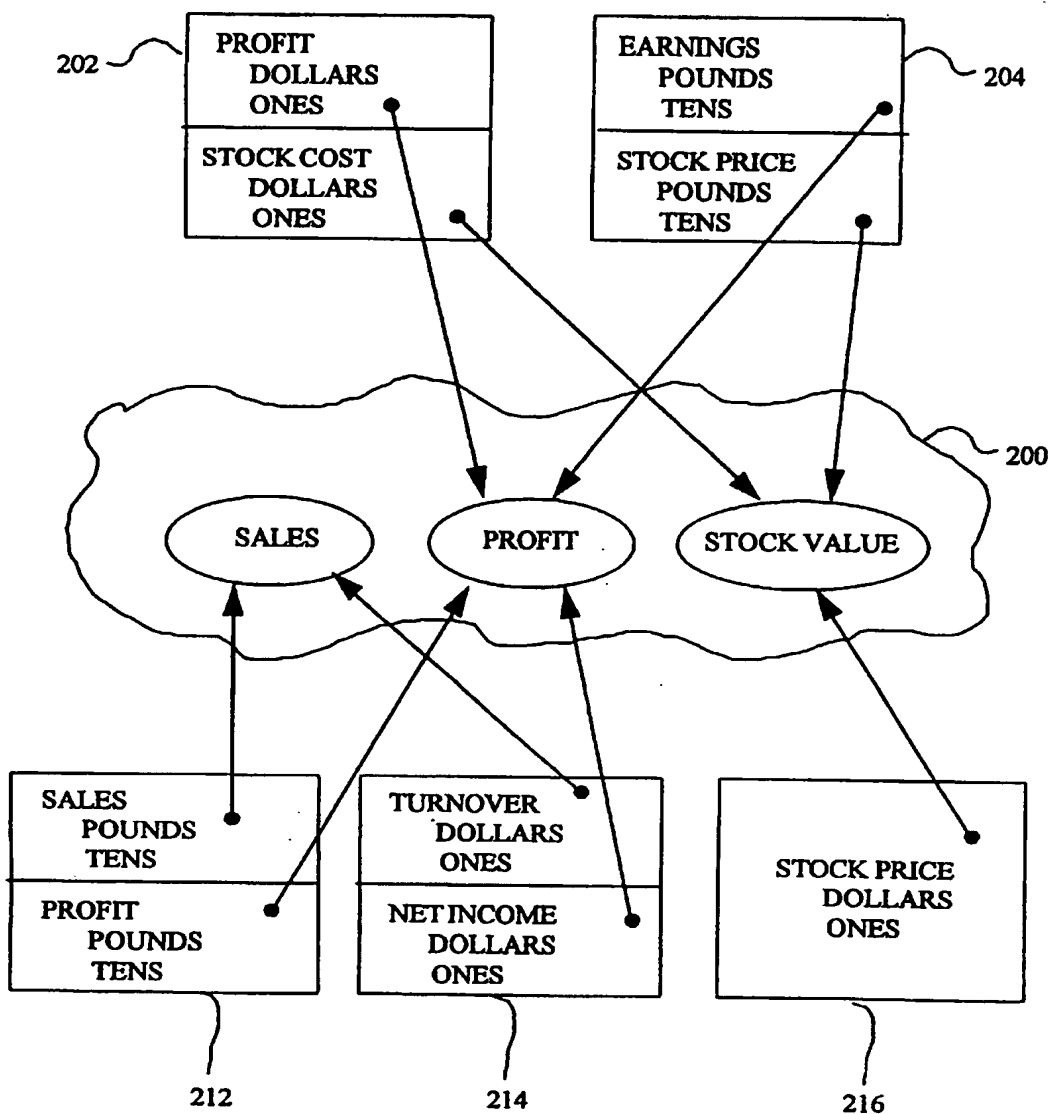 202
PROFIT
DOLLARS
ONES
STOCK COST
DOLLARS
ONES
EARNINGS
POUNDS
TENS
STOCK PRICE
POUNDS
TENS
204
200
SALES
PROFIT
STOCK VALUE
SALES
POUNDS
TENS
PROFIT
POUNDS
TENS
TURNOVER
DOLLARS
ONES
NET INCOME
DOLLARS
ONES
STOCK PRICE
DOLLARS
ONES
212
214
216